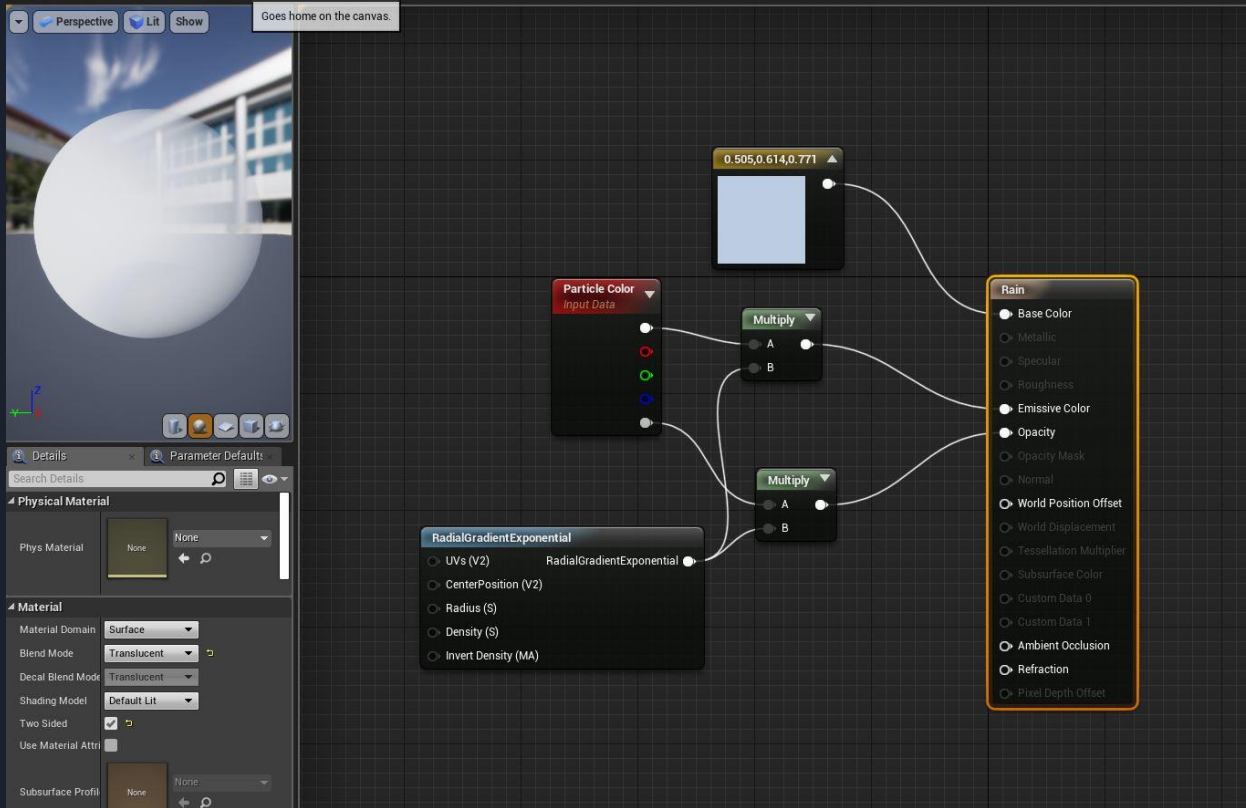 Perspective
Lit
Show
Goes home on the canvas.
Z
Y
Details
Parameter Defaults
Search Details
Physical Material
Phys Material
None
None
Material
Material Domain
Surface
Blend Mode
Translucent
Decal Blend Mode
Translucent
Shading Model
Default Lit
Two Sided
Use Material Attri
Subsurface Profil
None
None
0.505,0.614,0.771
Particle Color
Input Data
Multiply
A
B
Multiply
A
B
RadialGradientExponential
UVs (V2)
RadialGradientExponential
CenterPosition (V2)
Radius (S)
Density (S)
Invert Density (MA)
Rain
Base Color
Metallic
Specular
Roughness
Emissive Color
Opacity
Opacity Mask
Normal
World Position Offset
World Displacement
Tessellation Multiplier
Subsurface Color
Custom Data 0
Custom Data 1
Ambient Occlusion
Refraction
Pixel Depth Offset